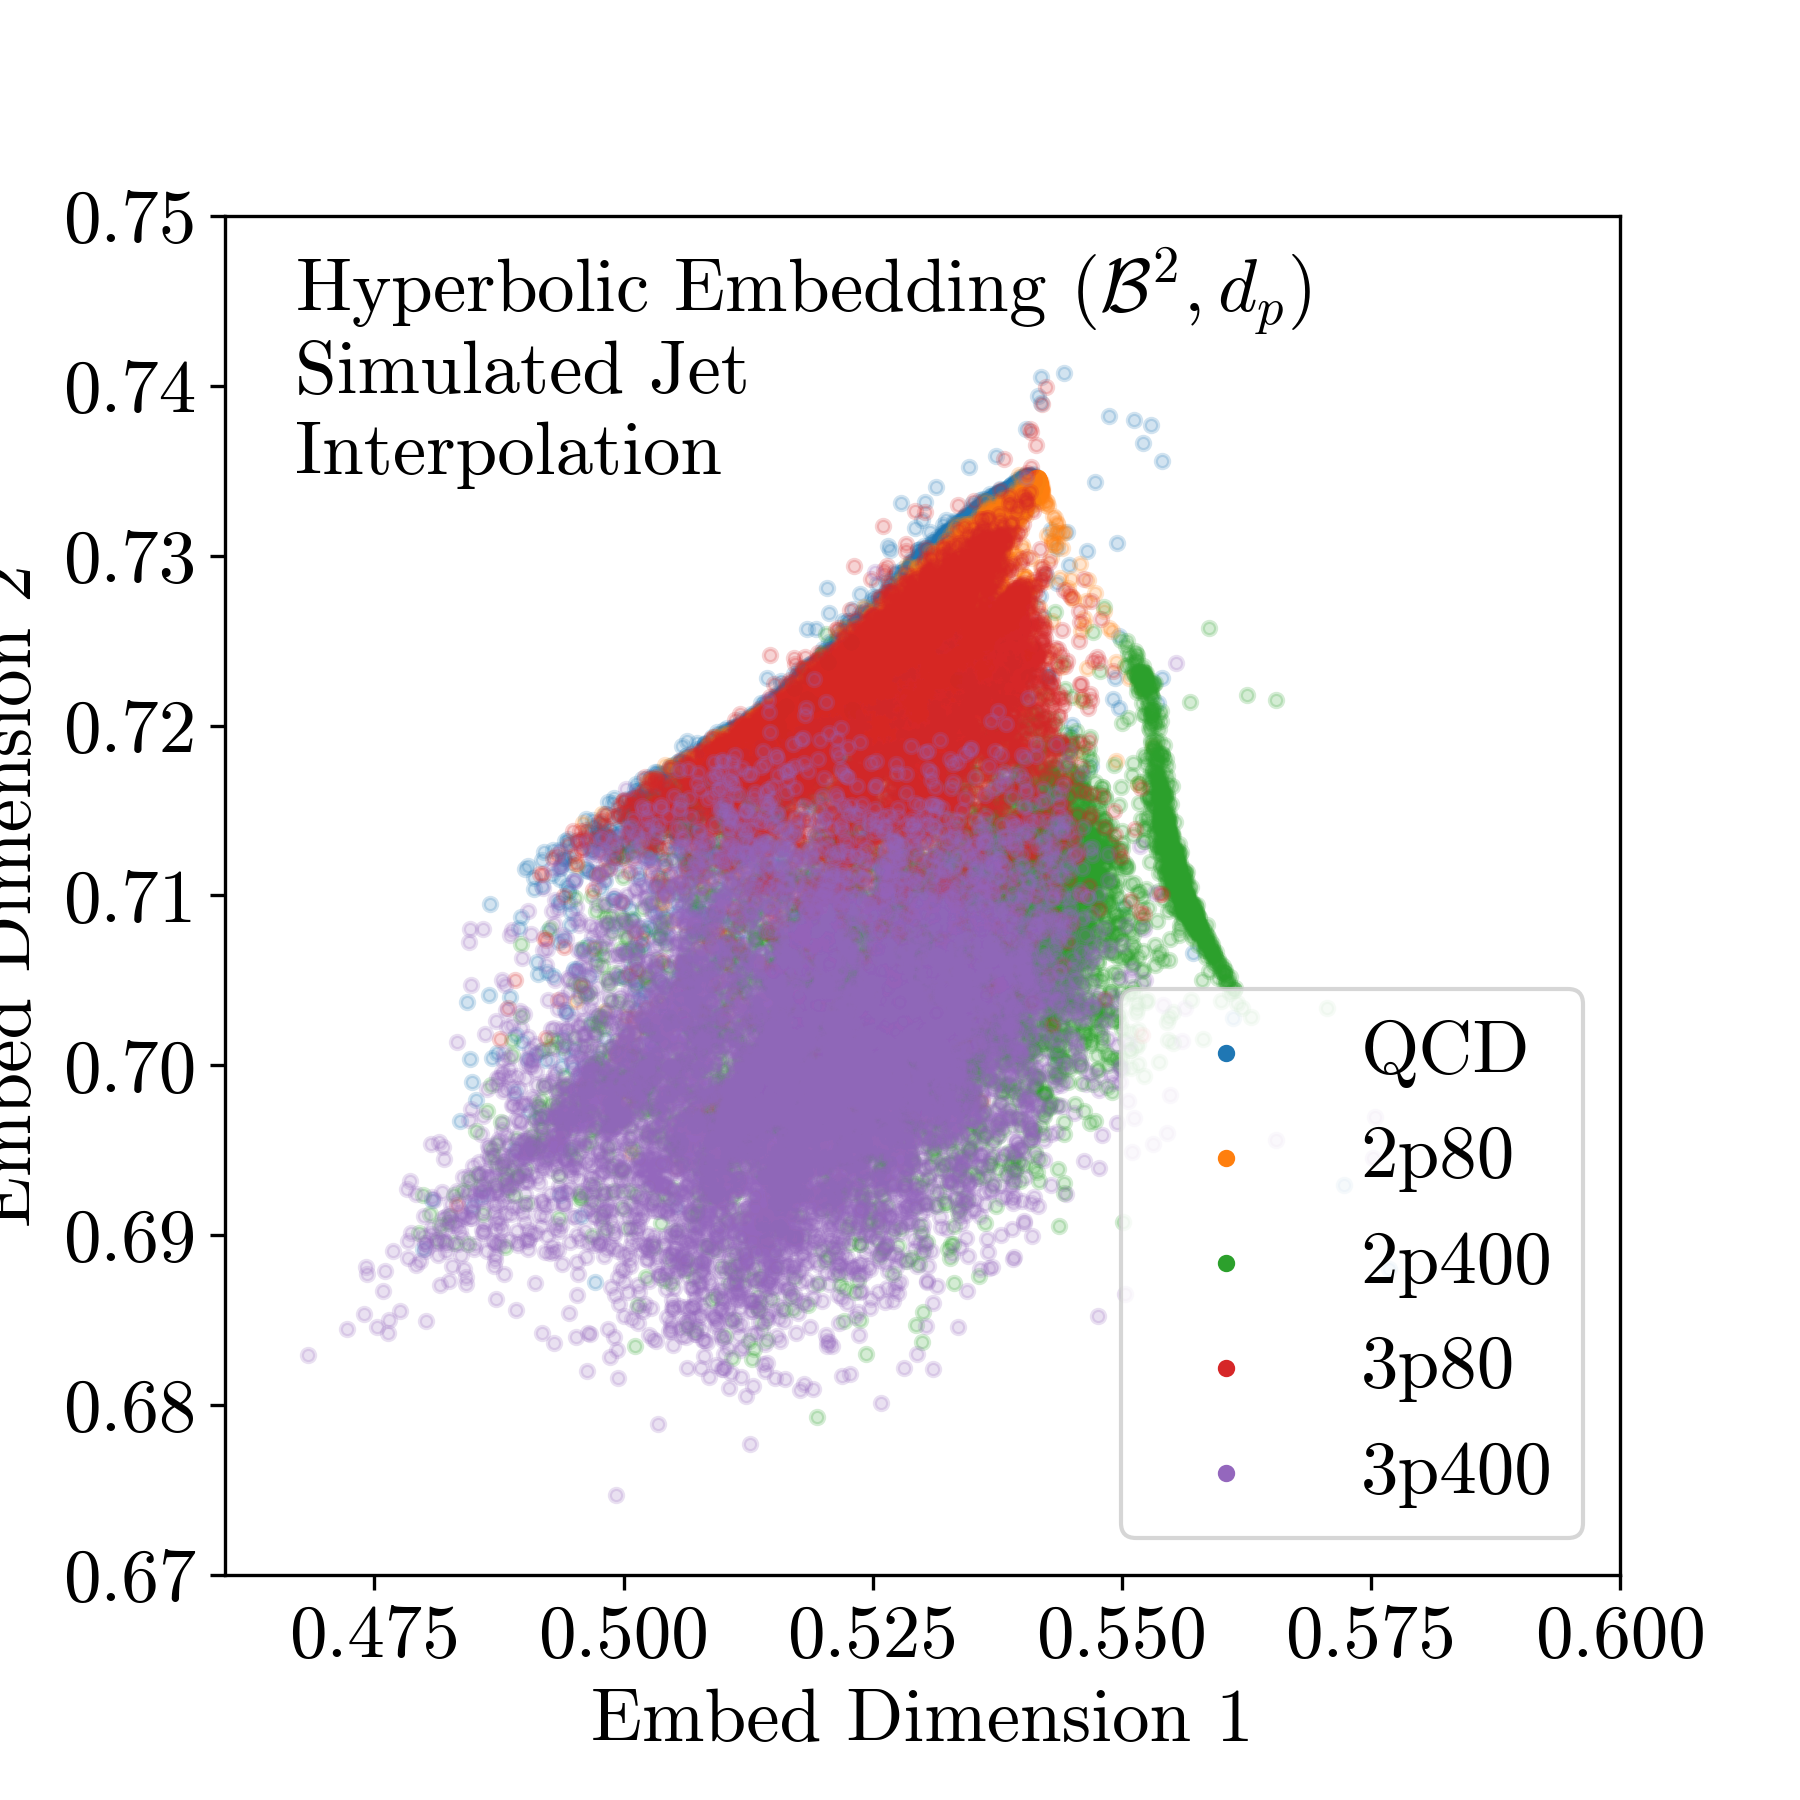 Hyperbolic Embedding (ℬ², dₚ)
Simulated Jet
Interpolation
0.75
0.74
0.73
0.72
0.71
0.70
0.69
0.68
0.67
Embed Dimension 2
QCD
2p80
2p400
3p80
3p400
0.475 0.500 0.525 0.550 0.575 0.600
Embed Dimension 1